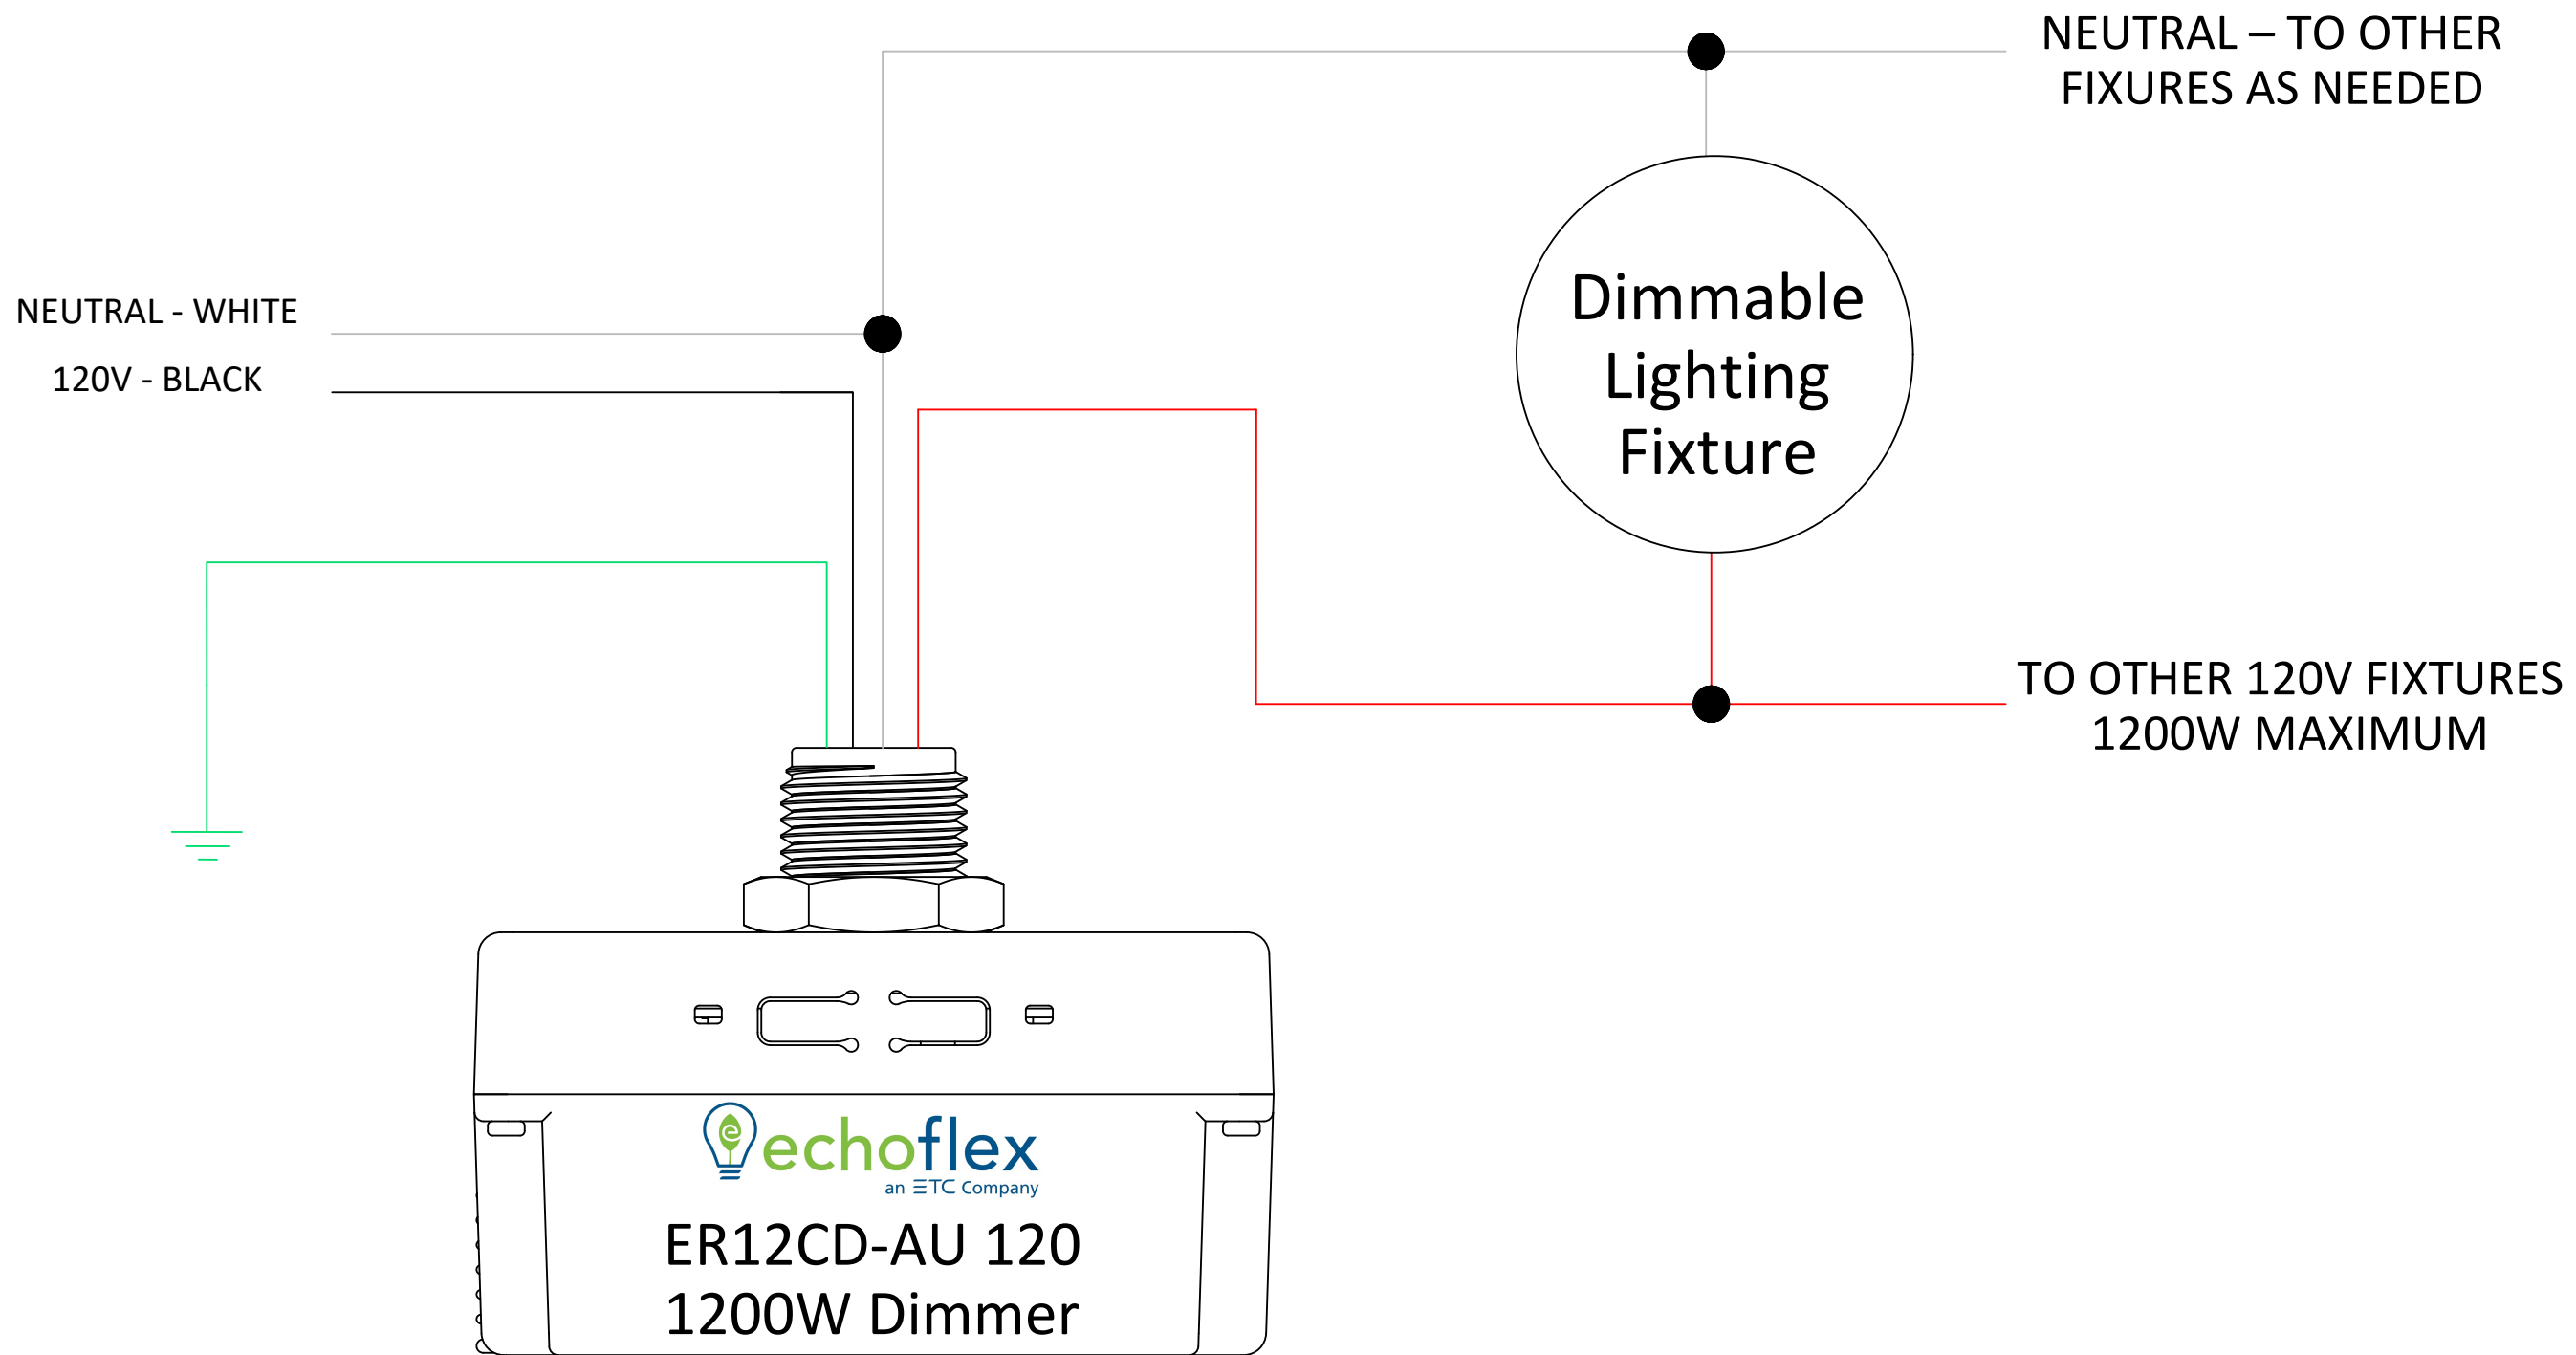 NEUTRAL – TO OTHER
FIXURES AS NEEDED
NEUTRAL - WHITE
120V - BLACK
Dimmable
Lighting
Fixture
TO OTHER 120V FIXTURES
1200W MAXIMUM
e
echoflex
an ETC Company
ER12CD-AU 120
1200W Dimmer